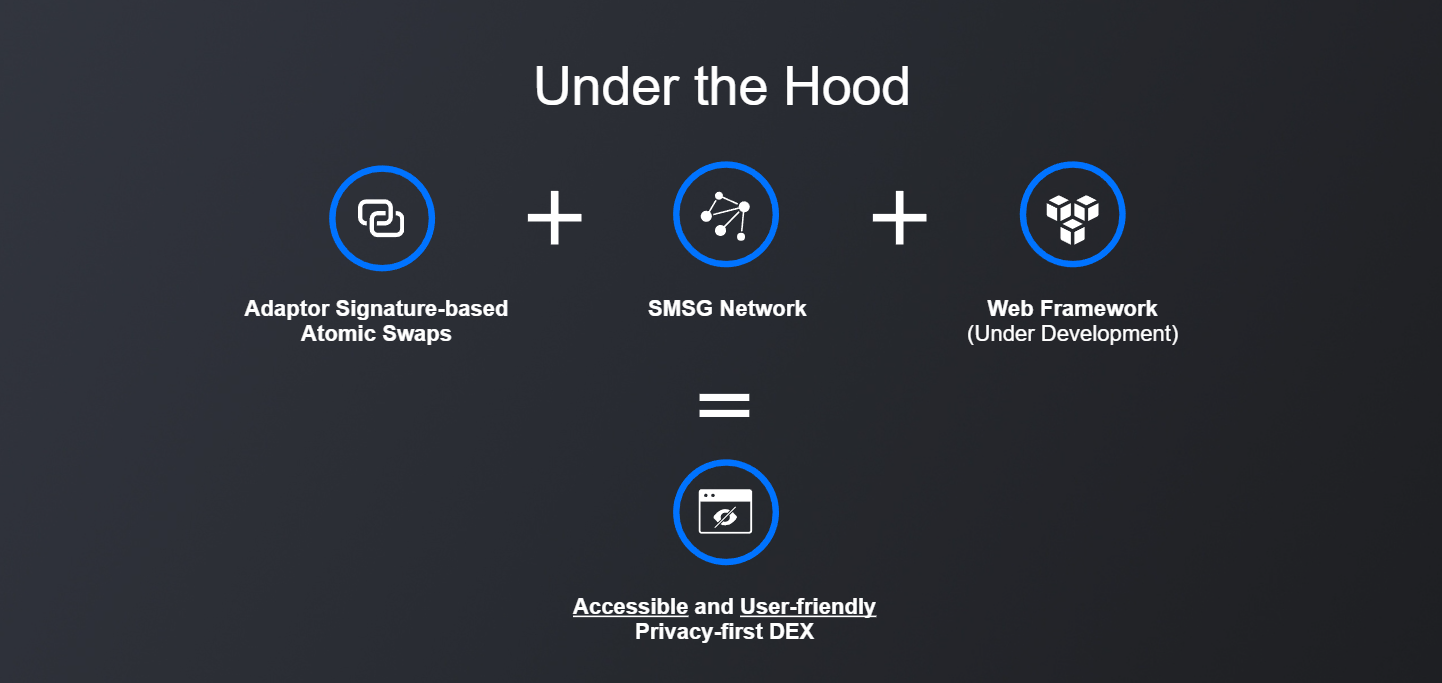 Under the Hood
+ +
Adaptor Signature-based
Atomic Swaps
SMSG Network
Web Framework
(Under Development)
=
Accessible and User-friendly
Privacy-first DEX